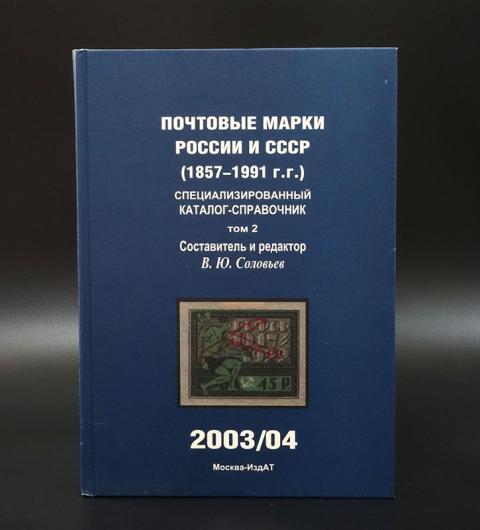 ПОЧТОВЫЕ МАРКИ
РОССИИ И СССР
(1857–1991 г.г.)
СПЕЦИАЛИЗИРОВАННЫЙ
КАТАЛОГ-СПРАВОЧНИК
ТОМ 2
Составитель и редактор
В. Ю. Соловьев
45 Р.
2003/04
Москва-ИздАТ